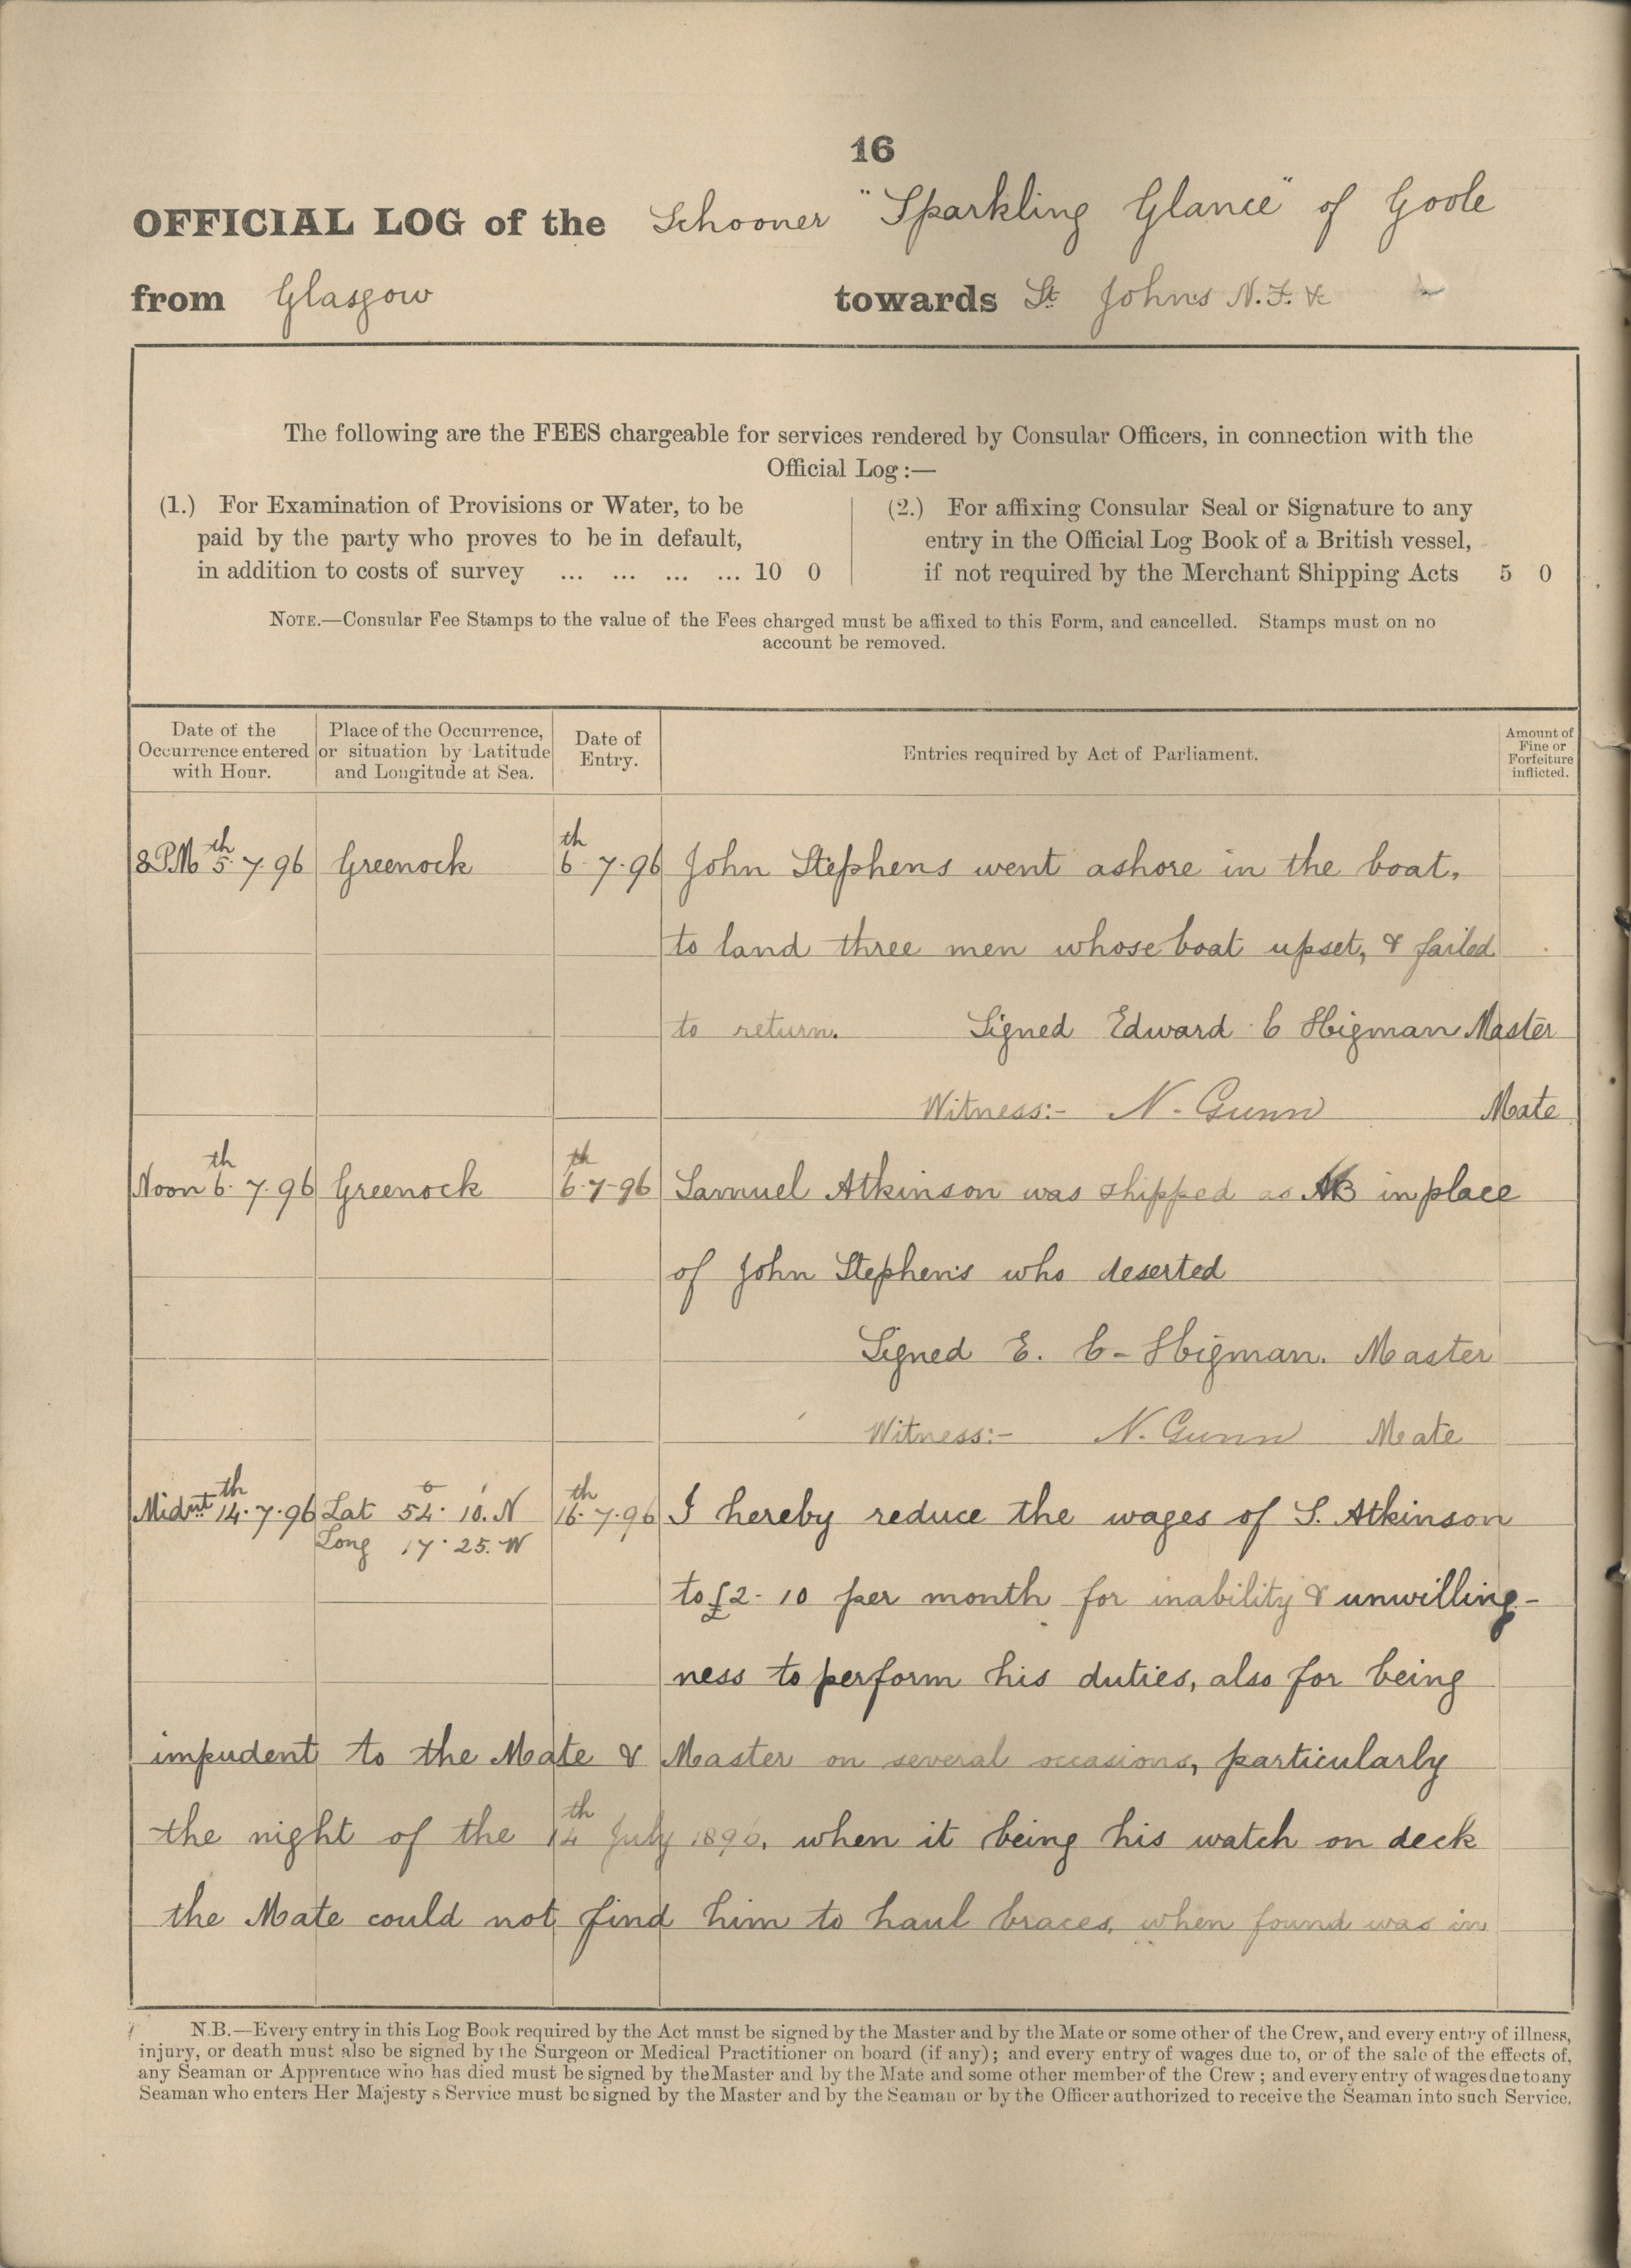 16
OFFICIAL LOG of the Schooner "Sparkling Glance" of Goole
from Glasgow towards St Johns N.F. &c
The following are the FEES chargeable for services rendered by Consular Officers, in connection with the
Official Log:—
(1.) For Examination of Provisions or Water, to be
paid by the party who proves to be in default,
in addition to costs of survey ... ... ... ... 10 0
(2.) For affixing Consular Seal or Signature to any
entry in the Official Log Book of a British vessel,
if not required by the Merchant Shipping Acts 5 0
NOTE.—Consular Fee Stamps to the value of the Fees charged must be affixed to this Form, and cancelled. Stamps must on no
account be removed.
Date of the
Occurrence entered
with Hour.
Place of the Occurrence,
or situation by Latitude
and Longitude at Sea.
Date of
Entry.
Entries required by Act of Parliament.
Amount of
Fine or
Forfeiture
inflicted.
8 P.M 5th. 7. 96 Greenock 6th. 7. 96 John Stephens went ashore in the boat,
to land three men whose boat upset, & failed
to return. Signed Edward C Higman Master
Witness:- N. Gunn Mate
Noon 6th. 7. 96 Greenock 6th. 7-96 Samuel Atkinson was shipped as AB in place
of John Stephens who deserted
Signed E. C- Higman. Master
Witness:- N. Gunn Mate
Midnt 14th. 7. 96 Lat 54° 10.' N 16th. 7. 96 I hereby reduce the wages of S. Atkinson
Long 17. 25. W
to £2-10 per month for inability & unwilling-
ness to perform his duties, also for being
impudent to the Mate & Master on several occasions, particularly
the night of the 14th July 1896, when it being his watch on deck
the Mate could not find him to haul braces, when found was in
N.B.—Every entry in this Log Book required by the Act must be signed by the Master and by the Mate or some other of the Crew, and every entry of illness,
injury, or death must also be signed by the Surgeon or Medical Practitioner on board (if any); and every entry of wages due to, or of the sale of the effects of,
any Seaman or Apprentice who has died must be signed by the Master and by the Mate and some other member of the Crew; and every entry of wages due to any
Seaman who enters Her Majesty s Service must be signed by the Master and by the Seaman or by the Officer authorized to receive the Seaman into such Service.